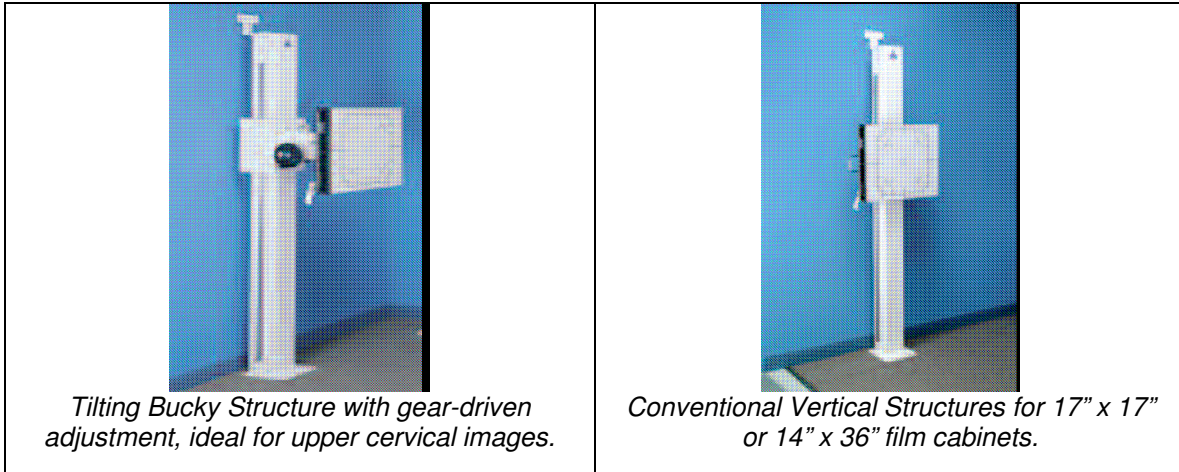 Tilting Bucky Structure with gear-driven
adjustment, ideal for upper cervical images.
Conventional Vertical Structures for 17” x 17”
or 14” x 36” film cabinets.